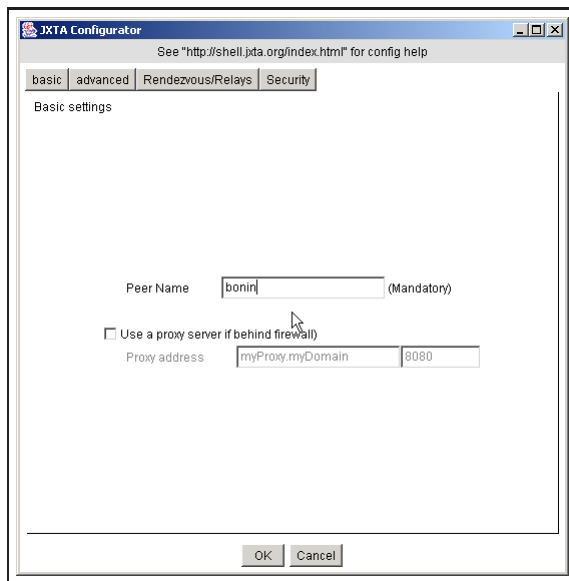 JXTA Configurator
See "http://shell.jxta.org/index.html" for config help
basic advanced Rendezvous/Relays Security
Basic settings
Peer Name bonin (Mandatory)
Use a proxy server if behind firewall)
Proxy address myProxy.myDomain 8080
OK Cancel